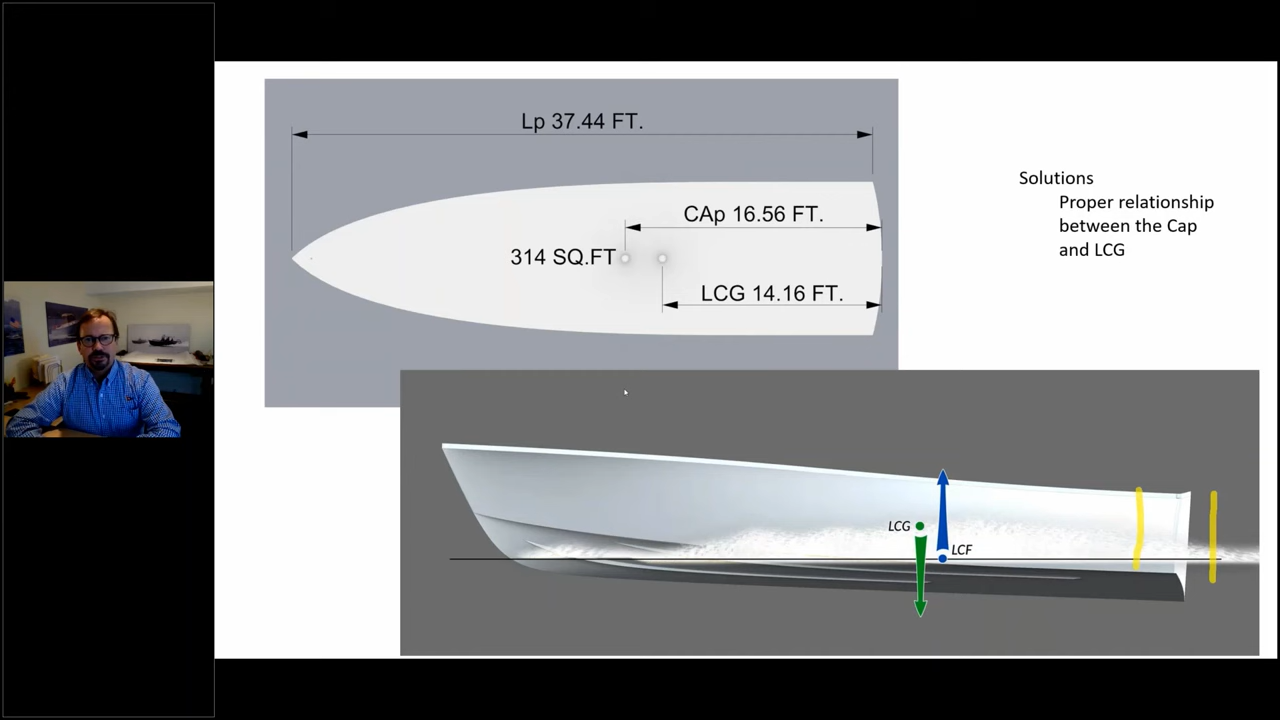 Lp 37.44 FT.
CAp 16.56 FT.
314 SQ.FT
LCG 14.16 FT.
Solutions
Proper relationship
between the Cap
and LCG
LCG
LCF